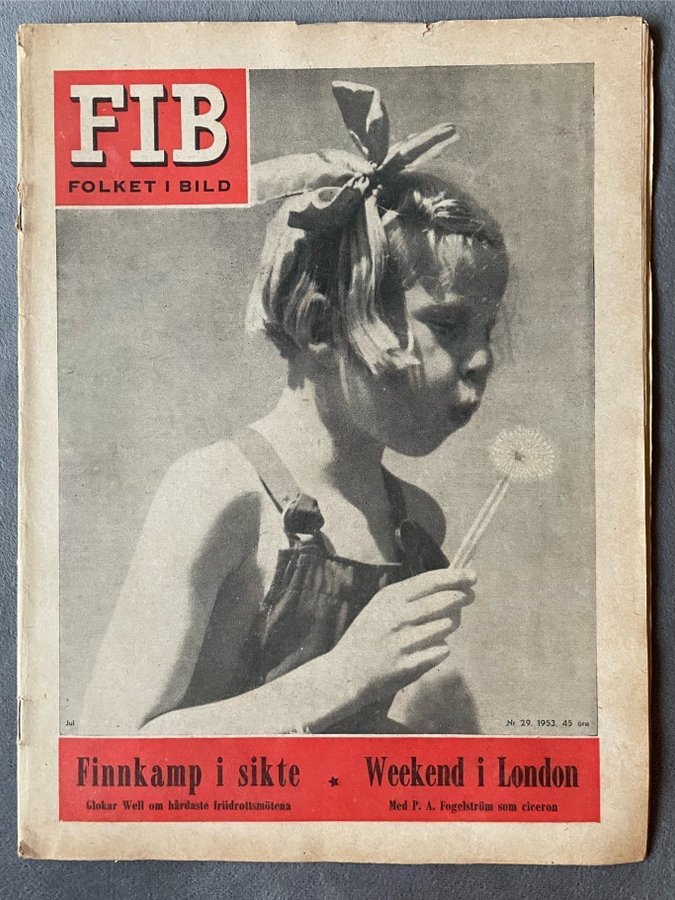 FIB
FOLKET I BILD
Jul
Nr 29. 1953. 45 öre
Finnkamp i sikte
Glokar Well om hårdaste friidrottsmötena
★
Weekend i London
Med P. A. Fogelström som ciceron